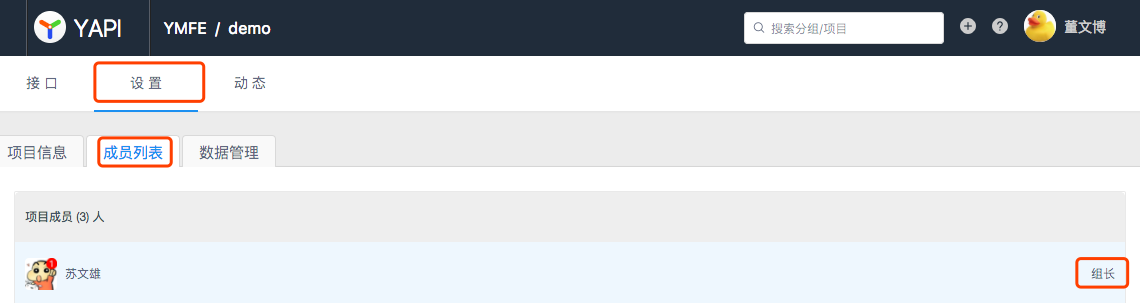 YAPI YMFE / demo 搜索分组/项目 董文博
接口 设置 动态
项目信息 成员列表 数据管理
项目成员 (3) 人
1
苏文雄 组长